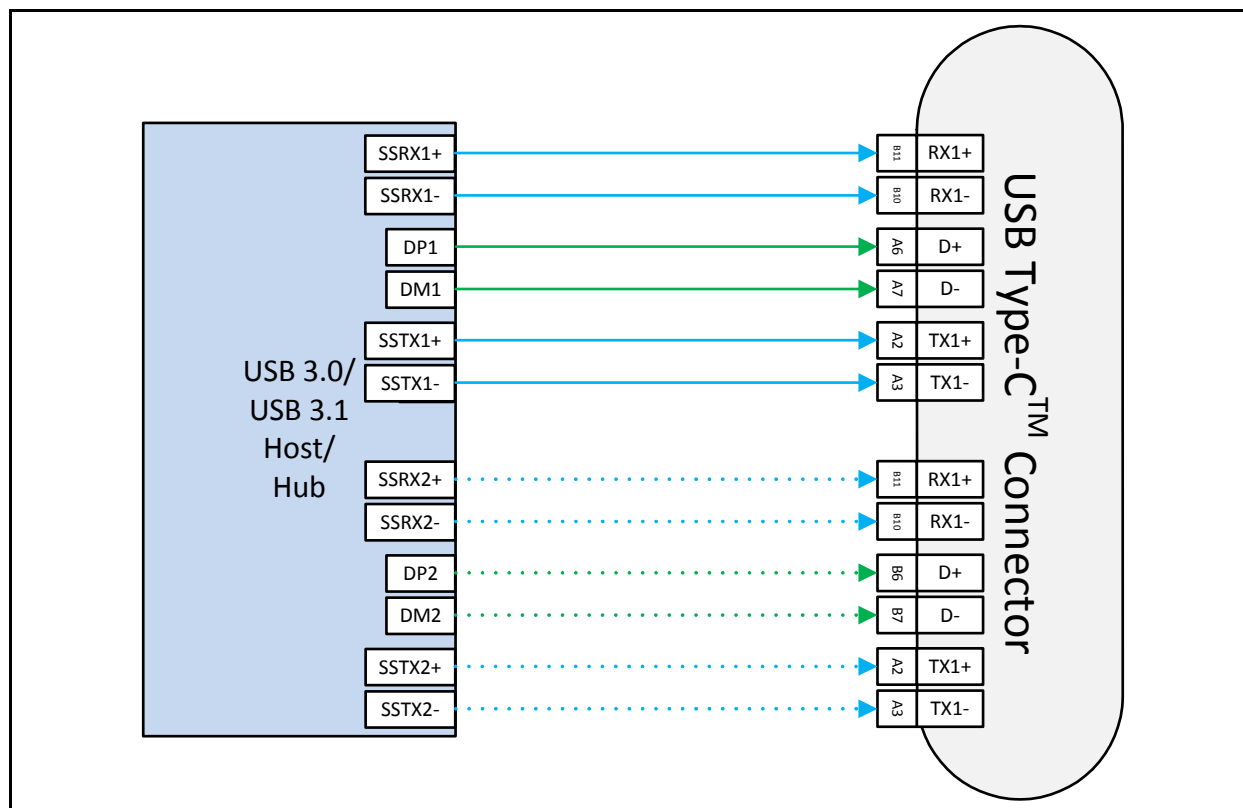 SSRX1+ B11 RX1+
SSRX1- B10 RX1-
DP1 A6 D+
DM1 A7 D-
SSTX1+ A2 TX1+
SSTX1- A3 TX1-
USB 3.0/
USB 3.1
Host/
Hub
SSRX2+ B11 RX1+
SSRX2- B10 RX1-
DP2 B6 D+
DM2 B7 D-
SSTX2+ A2 TX1+
SSTX2- A3 TX1-
USB Type-C™ Connector